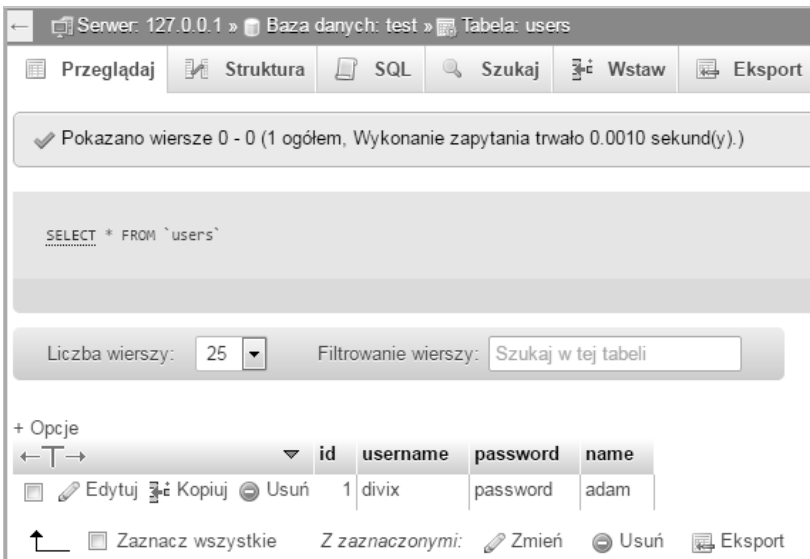 Serwer: 127.0.0.1 » Baza danych: test » Tabela: users
Przeglądaj Struktura SQL Szukaj Wstaw Eksport
Pokazano wiersze 0 - 0 (1 ogółem, Wykonanie zapytania trwało 0.0010 sekund(y).)
SELECT * FROM `users`
Liczba wierszy: 25 Filtrowanie wierszy: Szukaj w tej tabeli
+ Opcje
←T→ id username password name
Edytuj Kopiuj Usuń 1 divix password adam
Zaznacz wszystkie Z zaznaczonymi: Zmień Usuń Eksport